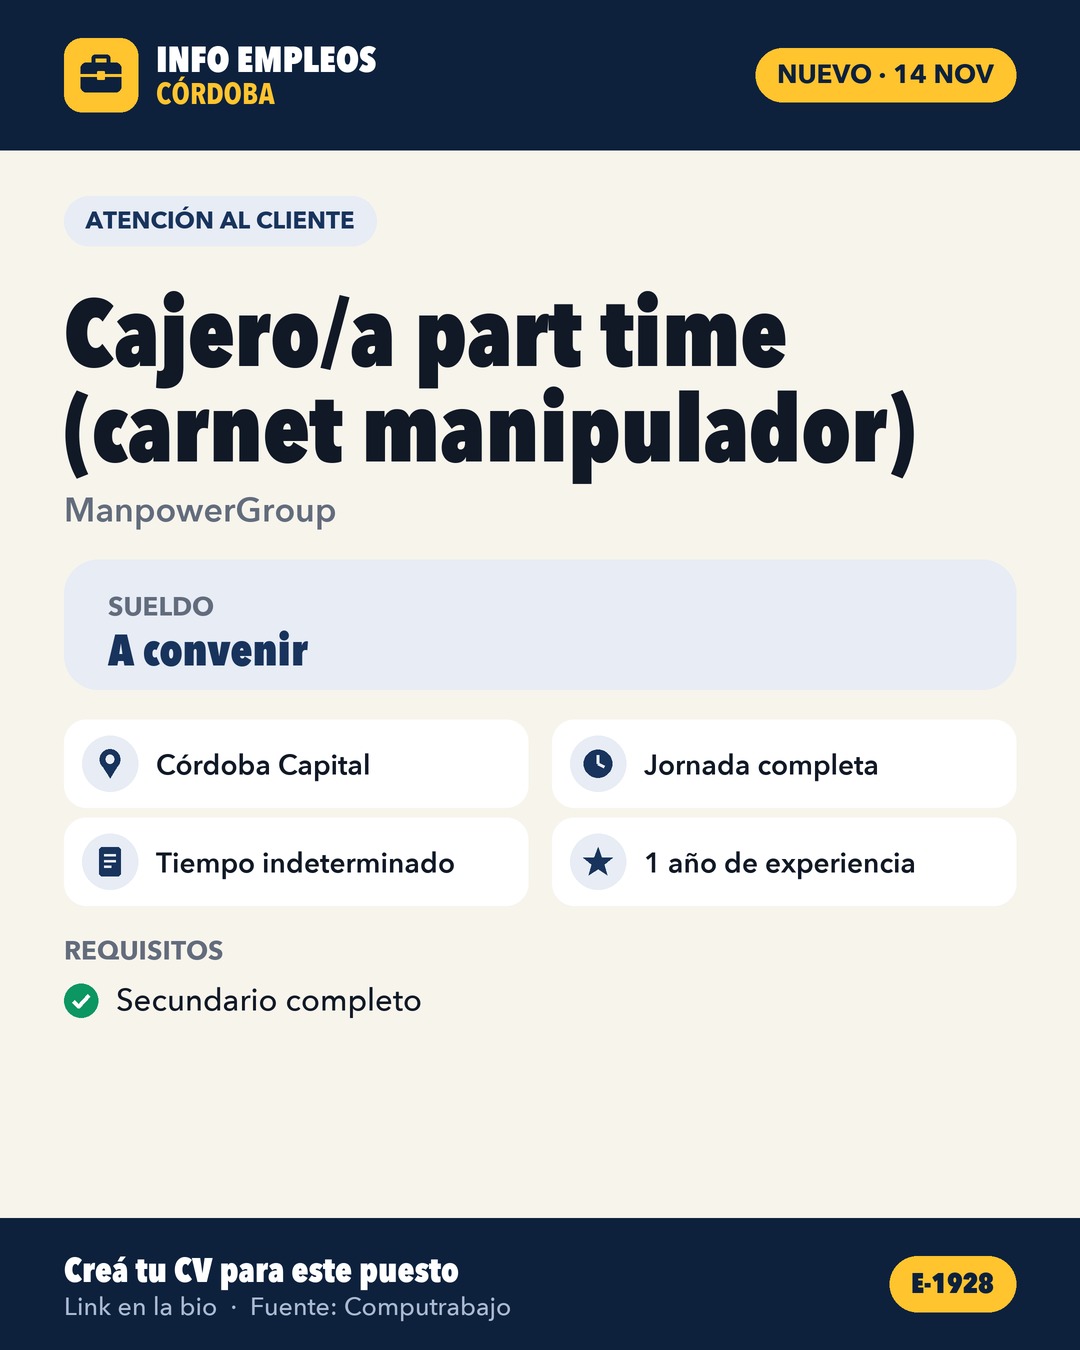 INFO EMPLEOS
CÓRDOBA
NUEVO · 14 NOV
ATENCIÓN AL CLIENTE
Cajero/a part time
(carnet manipulador)
ManpowerGroup
SUELDO
A convenir
Córdoba Capital
Jornada completa
Tiempo indeterminado
1 año de experiencia
REQUISITOS
Secundario completo
Creá tu CV para este puesto
Link en la bio · Fuente: Computrabajo
E-1928